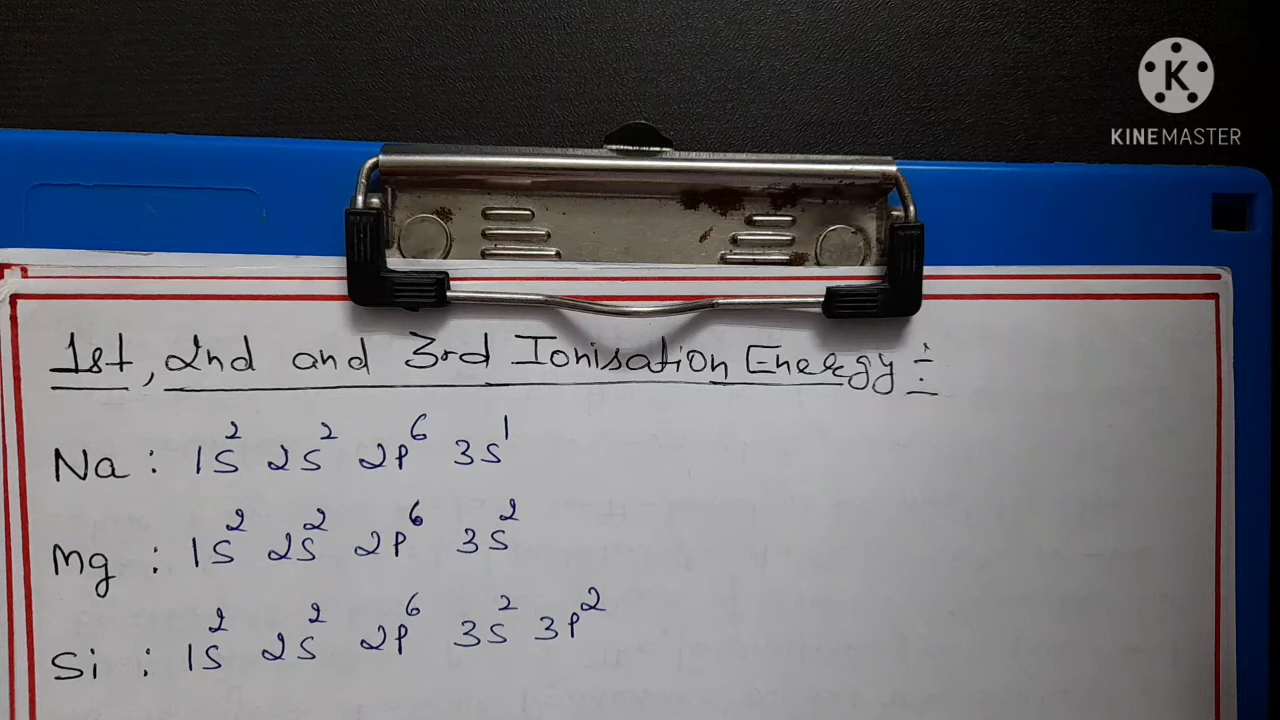 K
KINEMASTER
1st, 2nd and 3rd Ionisation Energy :-
Na : 1s² 2s² 2p⁶ 3s¹
Mg : 1s² 2s² 2p⁶ 3s²
Si : 1s² 2s² 2p⁶ 3s² 3p²